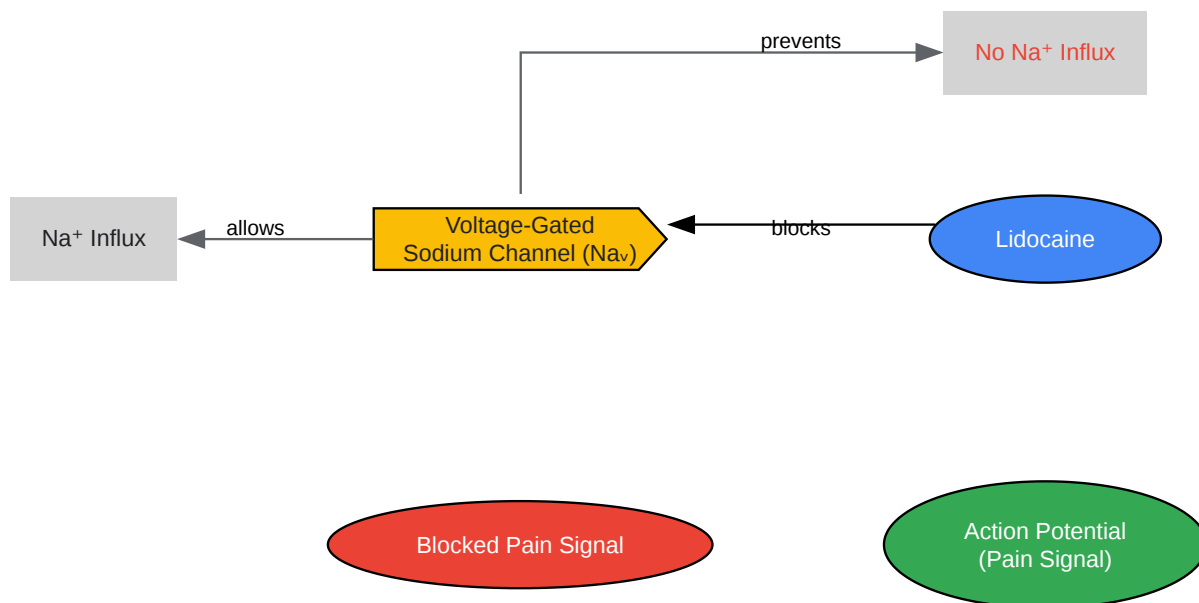 prevents
No Na⁺ Influx
Na⁺ Influx
allows
Voltage-Gated
Sodium Channel (Naᵥ)
blocks
Lidocaine
Blocked Pain Signal
Action Potential
(Pain Signal)